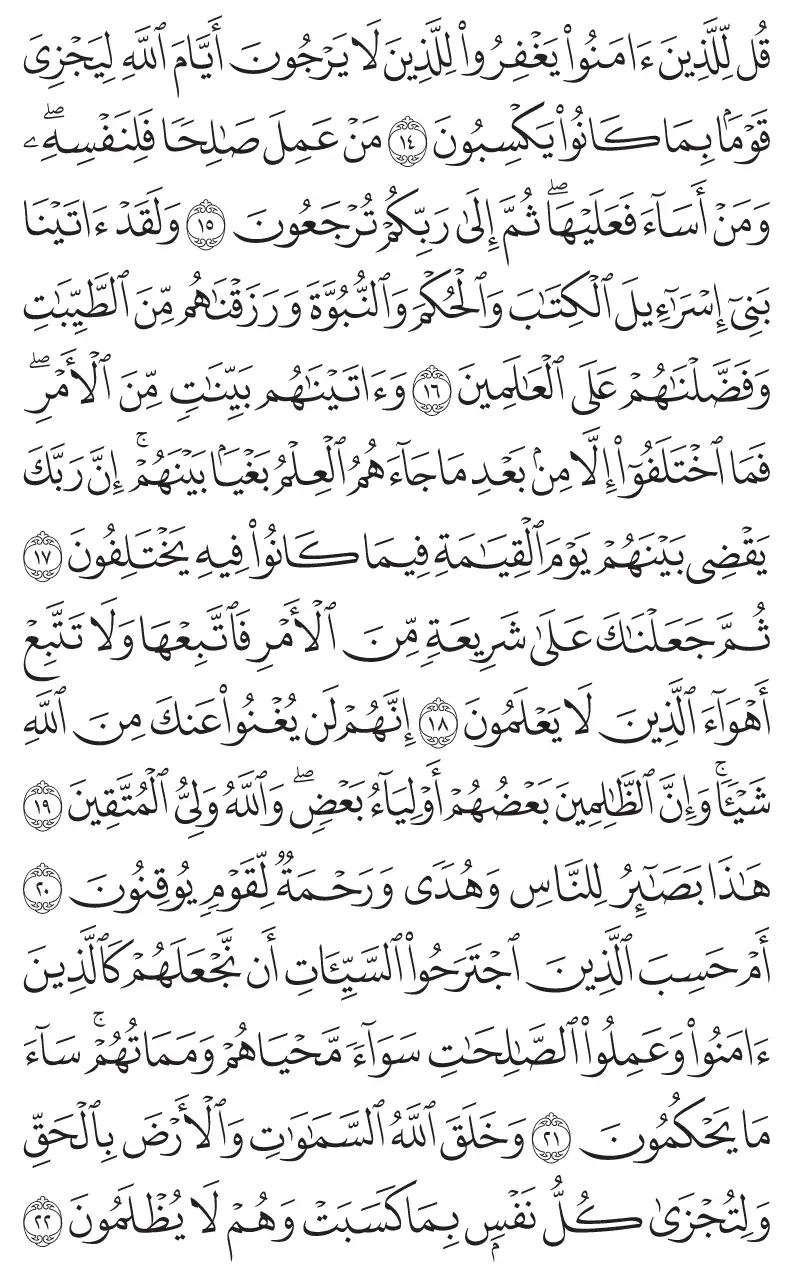 قُل لِّلَّذِينَ ءَامَنُواْ يَغْفِرُواْ لِلَّذِينَ لَا يَرْجُونَ أَيَّامَ ٱللَّهِ لِيَجْزِىَ
قَوْمَۢا بِمَا كَانُواْ يَكْسِبُونَ ١٤ مَنْ عَمِلَ صَٰلِحًا فَلِنَفْسِهِۦۖ
وَمَنْ أَسَآءَ فَعَلَيْهَاۖ ثُمَّ إِلَىٰ رَبِّكُمْ تُرْجَعُونَ ١٥ وَلَقَدْ ءَاتَيْنَا
بَنِىٓ إِسْرَٰٓءِيلَ ٱلْكِتَٰبَ وَٱلْحُكْمَ وَٱلنُّبُوَّةَ وَرَزَقْنَٰهُم مِّنَ ٱلطَّيِّبَٰتِ
وَفَضَّلْنَٰهُمْ عَلَى ٱلْعَٰلَمِينَ ١٦ وَءَاتَيْنَٰهُم بَيِّنَٰتٍ مِّنَ ٱلْأَمْرِۖ
فَمَا ٱخْتَلَفُوٓاْ إِلَّا مِنۢ بَعْدِ مَا جَآءَهُمُ ٱلْعِلْمُ بَغْيَۢا بَيْنَهُمْۚ إِنَّ رَبَّكَ
يَقْضِى بَيْنَهُمْ يَوْمَ ٱلْقِيَٰمَةِ فِيمَا كَانُواْ فِيهِ يَخْتَلِفُونَ ١٧
ثُمَّ جَعَلْنَٰكَ عَلَىٰ شَرِيعَةٍ مِّنَ ٱلْأَمْرِ فَٱتَّبِعْهَا وَلَا تَتَّبِعْ
أَهْوَآءَ ٱلَّذِينَ لَا يَعْلَمُونَ ١٨ إِنَّهُمْ لَن يُغْنُواْ عَنكَ مِنَ ٱللَّهِ
شَيْـًٔاۚ وَإِنَّ ٱلظَّٰلِمِينَ بَعْضُهُمْ أَوْلِيَآءُ بَعْضٍۖ وَٱللَّهُ وَلِىُّ ٱلْمُتَّقِينَ ١٩
هَٰذَا بَصَٰٓئِرُ لِلنَّاسِ وَهُدًى وَرَحْمَةٌ لِّقَوْمٍ يُوقِنُونَ ٢٠
أَمْ حَسِبَ ٱلَّذِينَ ٱجْتَرَحُواْ ٱلسَّيِّـَٔاتِ أَن نَّجْعَلَهُمْ كَٱلَّذِينَ
ءَامَنُواْ وَعَمِلُواْ ٱلصَّٰلِحَٰتِ سَوَآءً مَّحْيَاهُمْ وَمَمَاتُهُمْۚ سَآءَ
مَا يَحْكُمُونَ ٢١ وَخَلَقَ ٱللَّهُ ٱلسَّمَٰوَٰتِ وَٱلْأَرْضَ بِٱلْحَقِّ
وَلِتُجْزَىٰ كُلُّ نَفْسٍۭ بِمَا كَسَبَتْ وَهُمْ لَا يُظْلَمُونَ ٢٢